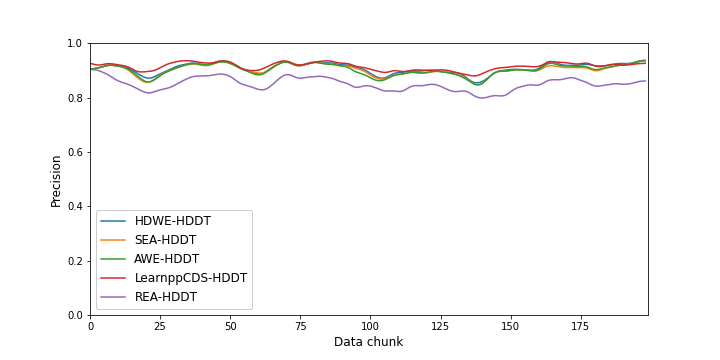 1.0
0.8
0.6
0.4
0.2
0.0
Precision
HDWE-HDDT
SEA-HDDT
AWE-HDDT
LearnppCDS-HDDT
REA-HDDT
0 25 50 75 100 125 150 175
Data chunk